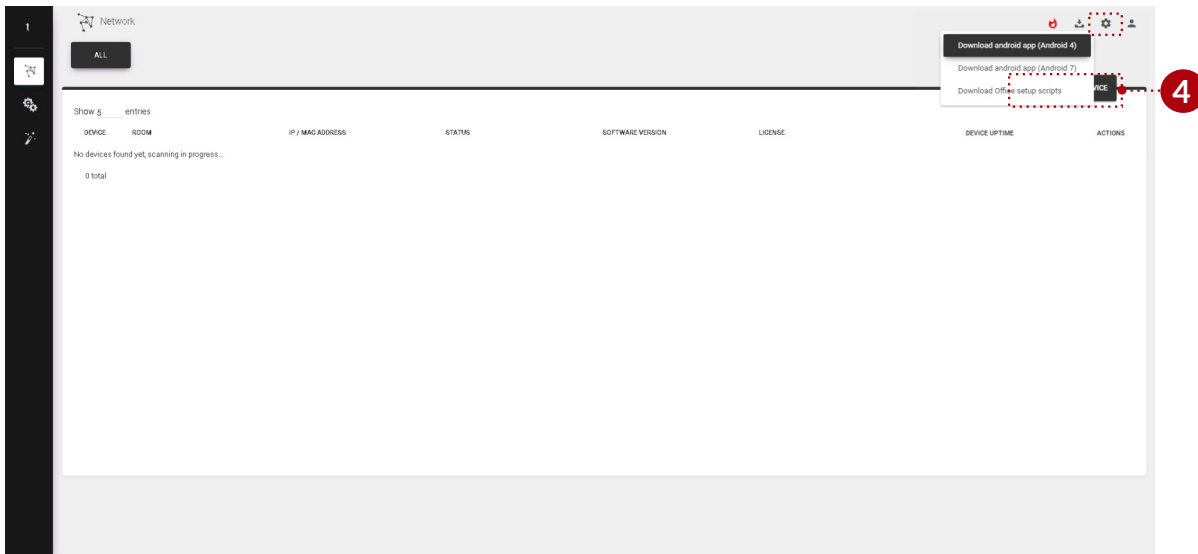 t
Network
ALL
Download android app (Android 4)
Download android app (Android 7)
Download Office setup scripts
VICE
4
Show 5 entries
DEVICE ROOM IP / MAC ADDRESS STATUS SOFTWARE VERSION LICENSE DEVICE UPTIME ACTIONS
No devices found yet, scanning in progress...
0 total